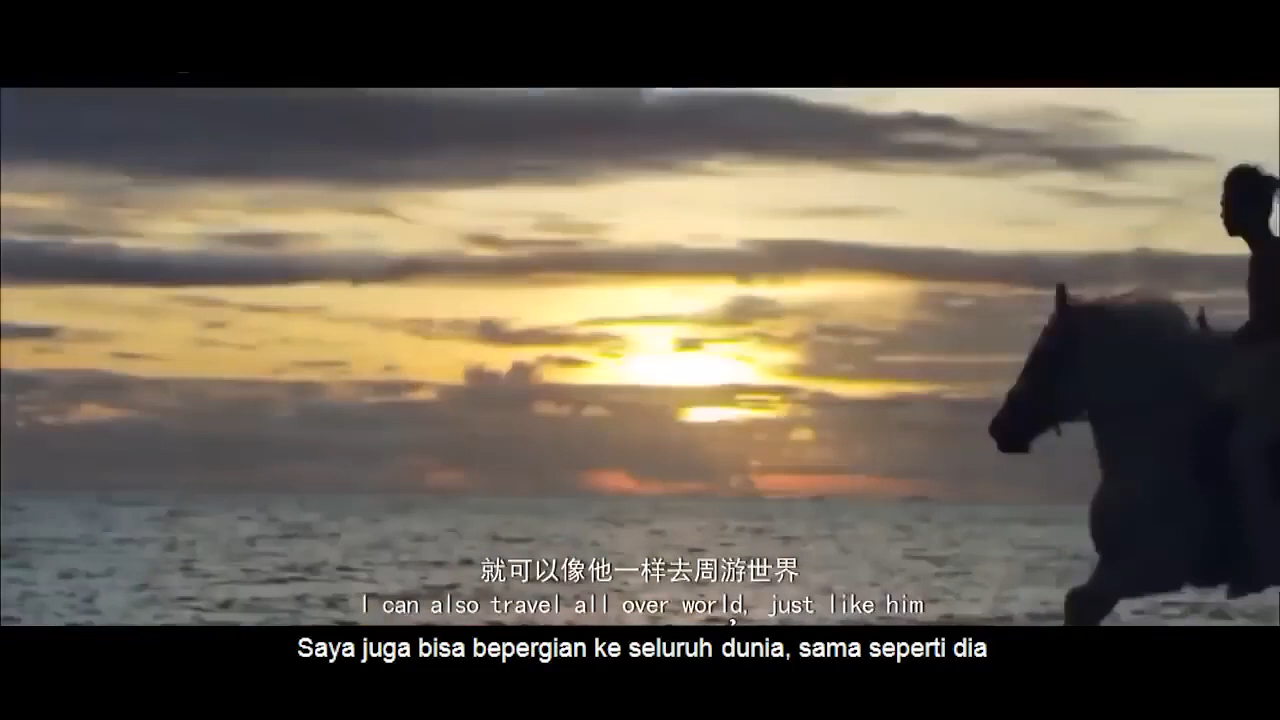 就可以像他一样去周游世界
I can also travel all over world, just like him
Saya juga bisa bepergian ke seluruh dunia, sama seperti dia